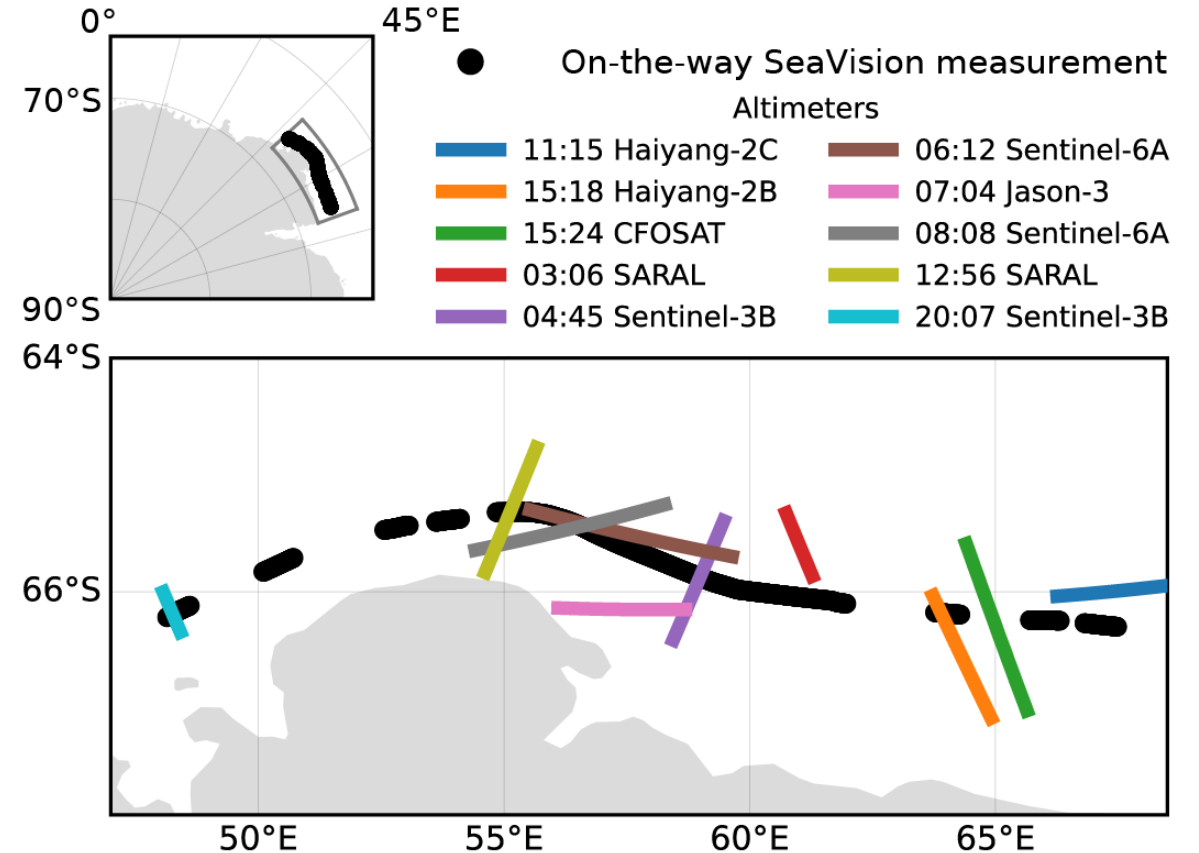 0° 45°E
70°S
90°S
On-the-way SeaVision measurement
Altimeters
11:15 Haiyang-2C
15:18 Haiyang-2B
15:24 CFOSAT
03:06 SARAL
04:45 Sentinel-3B
06:12 Sentinel-6A
07:04 Jason-3
08:08 Sentinel-6A
12:56 SARAL
20:07 Sentinel-3B
64°S
66°S
50°E 55°E 60°E 65°E